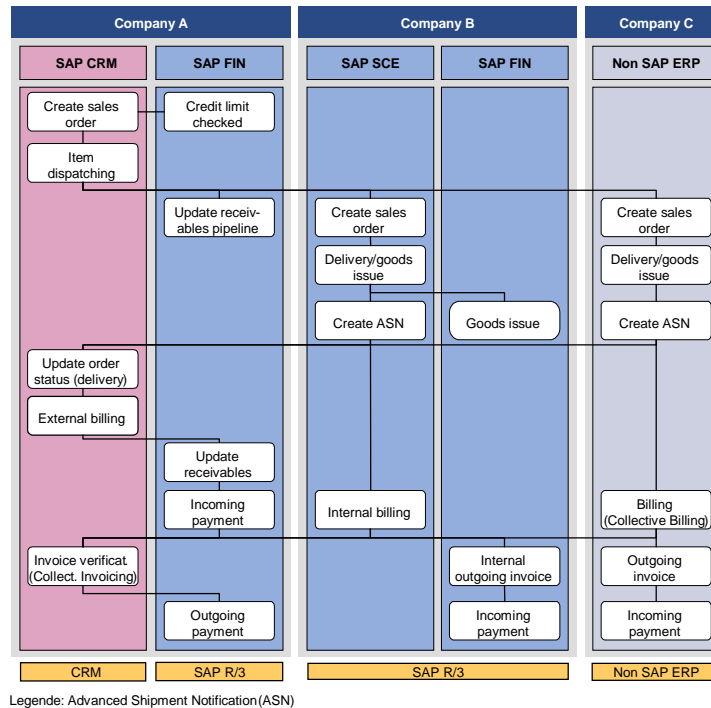 Company A
Company B
Company C
SAP CRM
SAP FIN
SAP SCE
SAP FIN
Non SAP ERP
Create sales
order
Credit limit
checked
Item
dispatching
Update receiv-
ables pipeline
Create sales
order
Create sales
order
Delivery/goods
issue
Delivery/goods
issue
Create ASN
Goods issue
Create ASN
Update order
status (delivery)
External billing
Update
receivables
Incoming
payment
Internal billing
Billing
(Collective Billing)
Invoice verificat.
(Collect. Invoicing)
Internal
outgoing invoice
Outgoing
invoice
Outgoing
payment
Incoming
payment
Incoming
payment
CRM
SAP R/3
SAP R/3
Non SAP ERP
Legende: Advanced Shipment Notification (ASN)